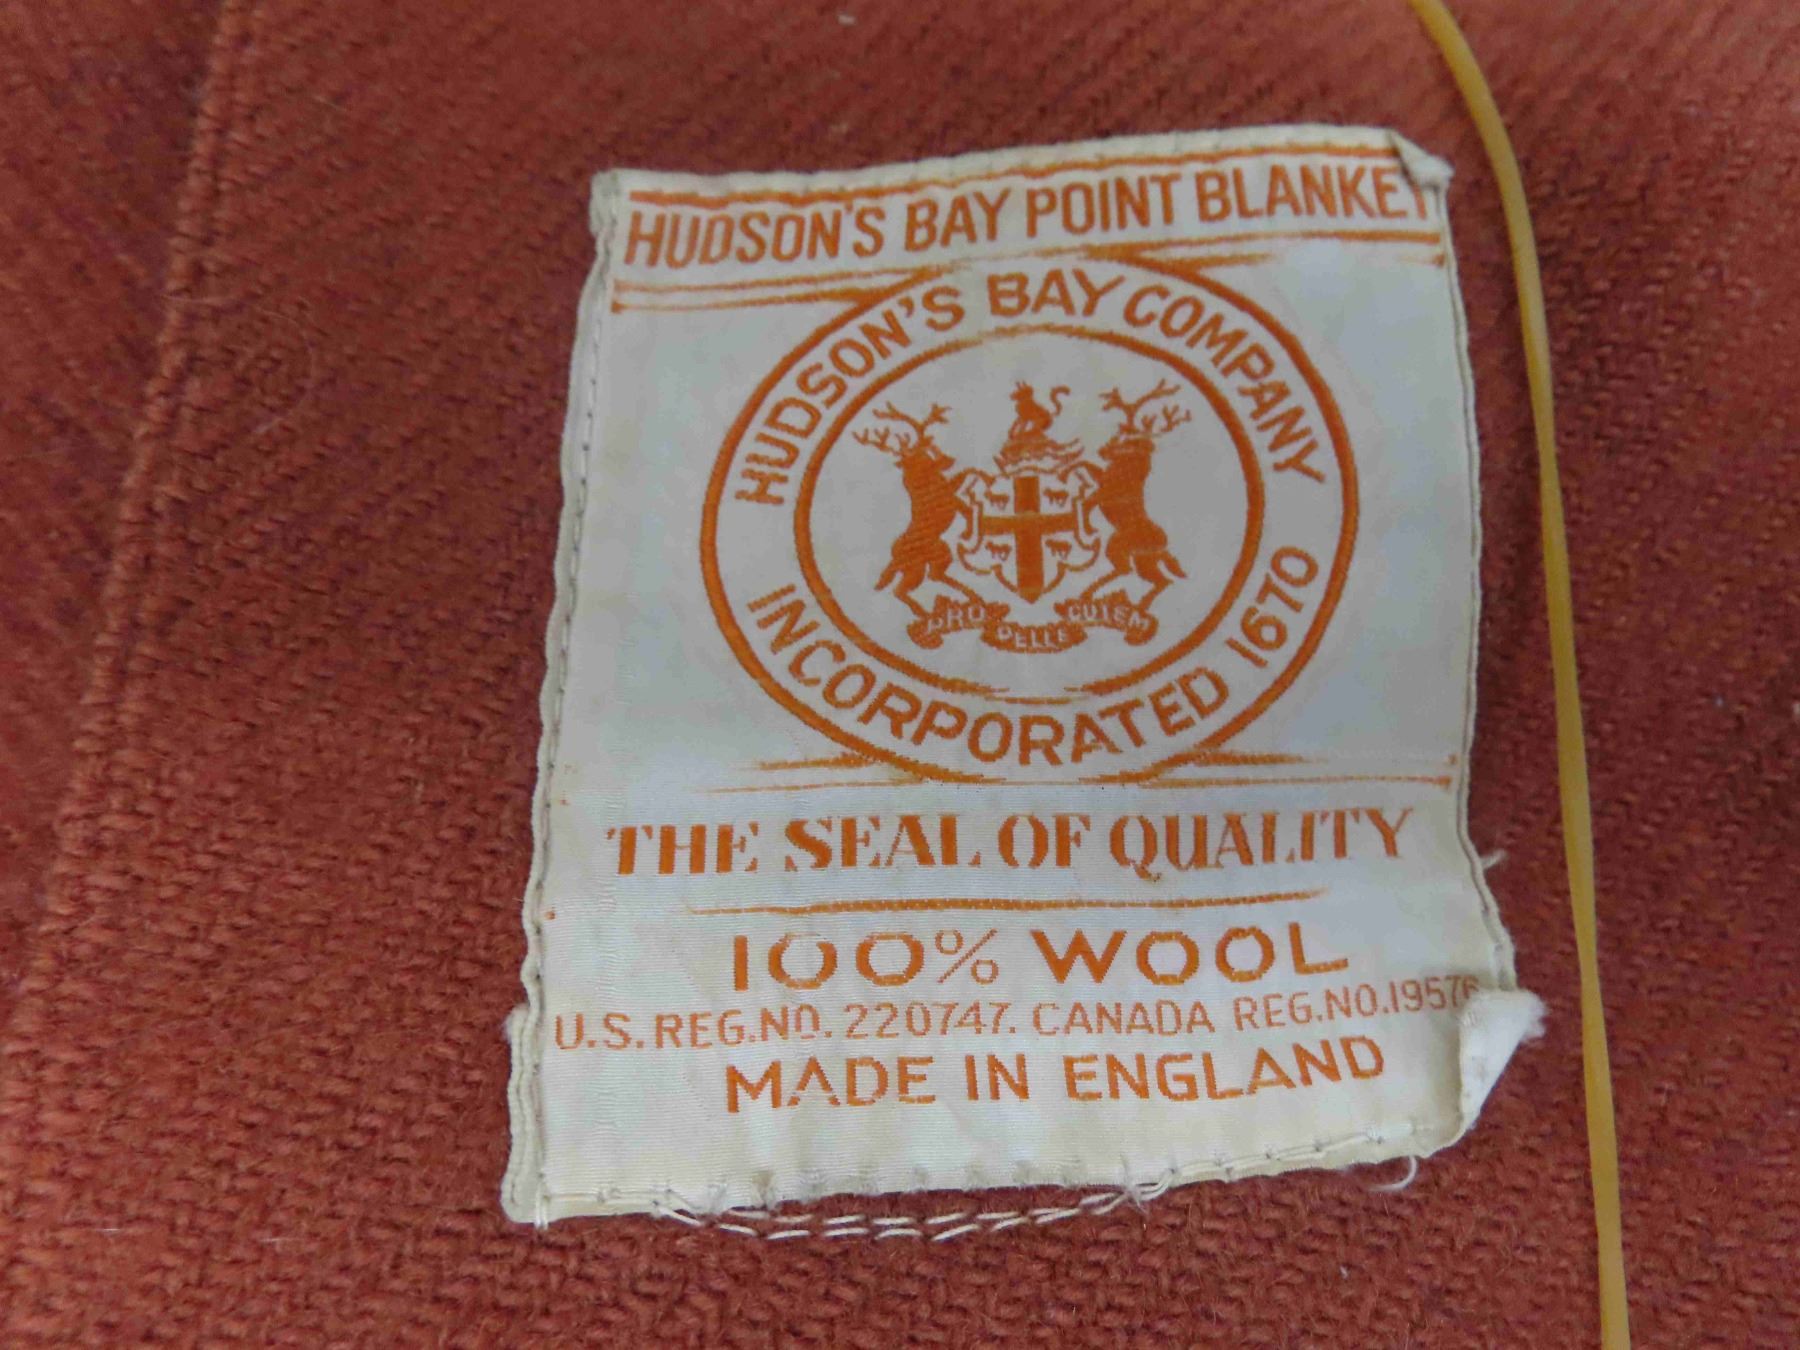 HUDSON'S BAY POINT BLANKET
HUDSON'S BAY COMPANY
INCORPORATED 1670
PRO PELLE CUTEM
THE SEAL OF QUALITY
100% WOOL
U.S. REG.NO. 220747. CANADA REG.NO.19576
MADE IN ENGLAND